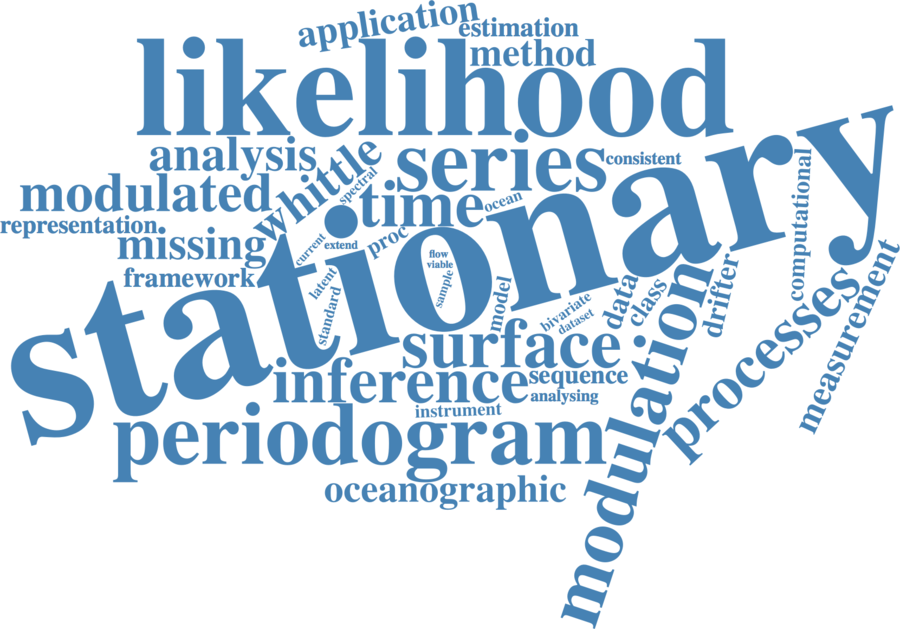 application
estimation
likelihood
method
analysis
whittle
series
consistent
modulated
spectral
time
ocean
stationary
computational
representation
missing
current
extend
proc
flow
viable
sample
framework
latent
standard
model
bivariate
dataset
data
class
drifter
modulation
processes
measurement
surface
inference
sequence
analysing
instrument
periodogram
oceanographic